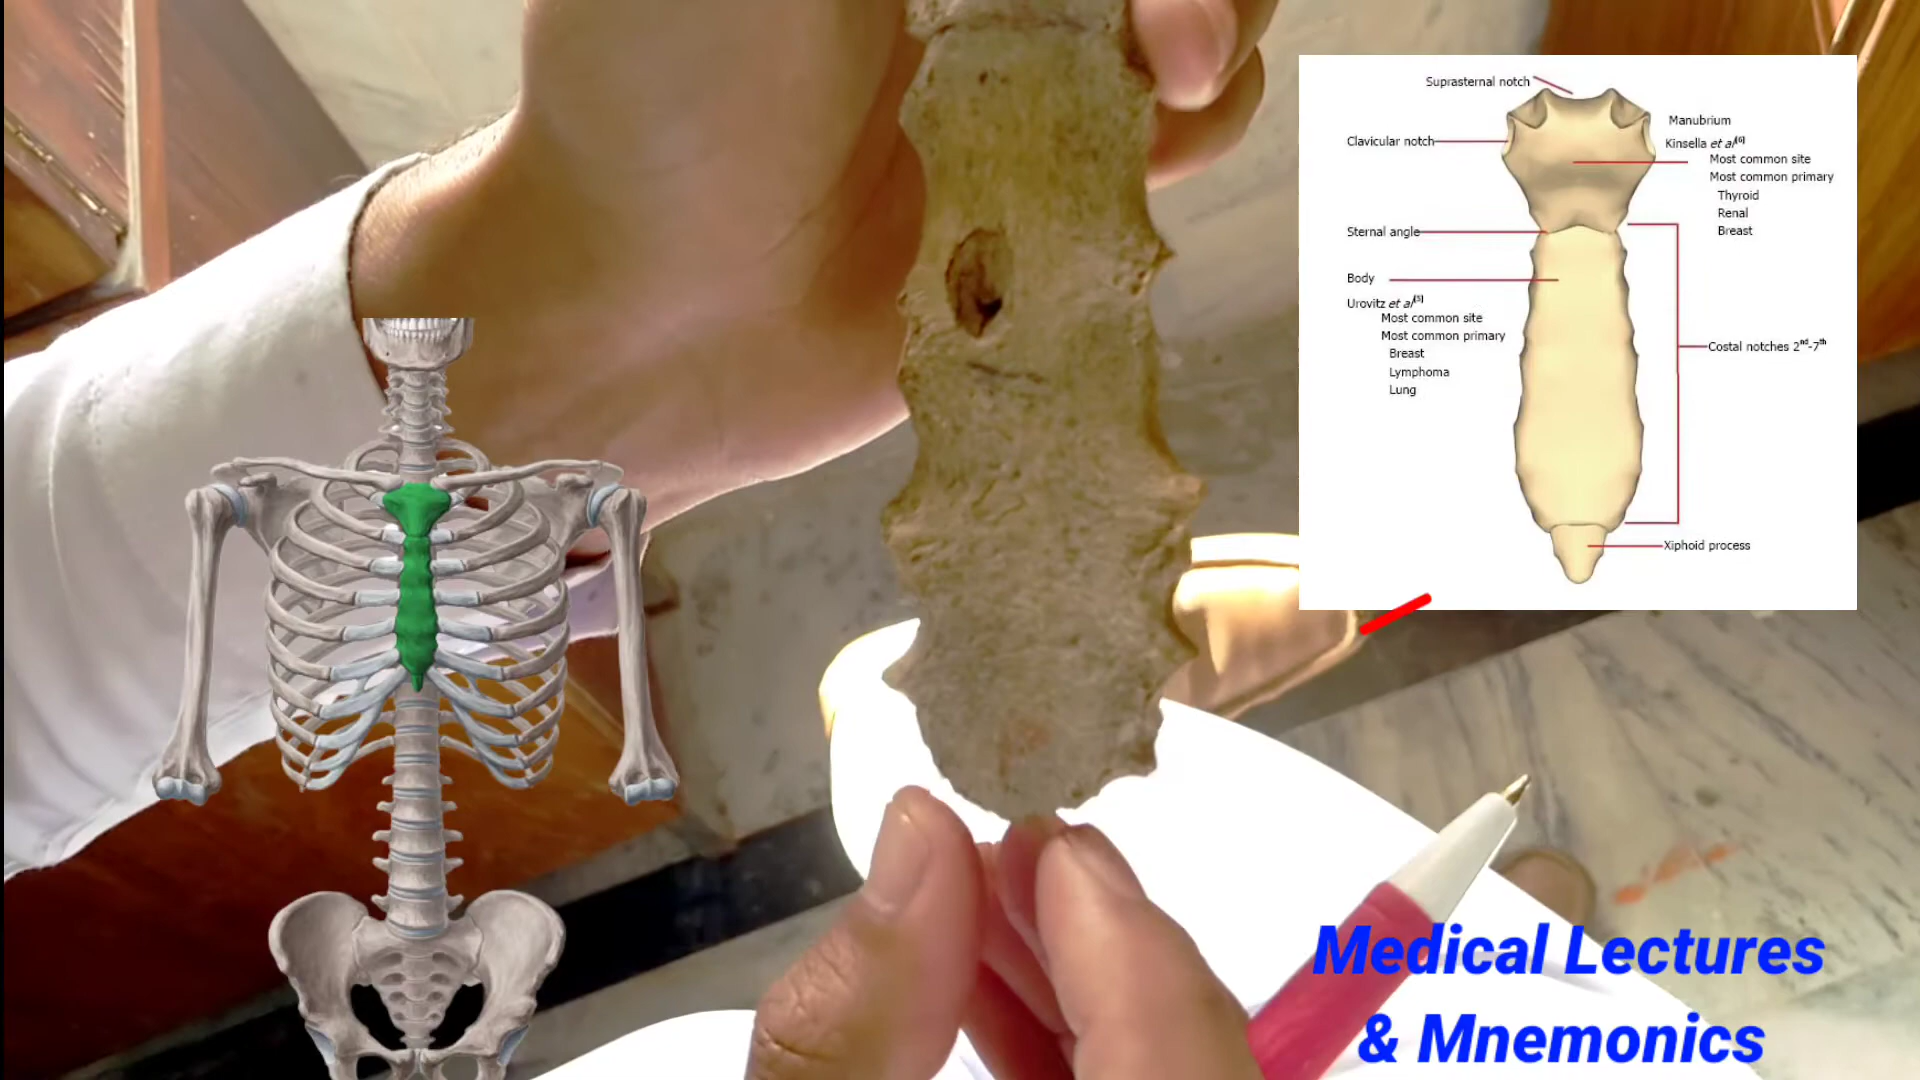 Suprasternal notch
Manubrium
Clavicular notch
Kinsella et al[6]
Most common site
Most common primary
Thyroid
Renal
Breast
Sternal angle
Body
Urovitz et al[5]
Most common site
Most common primary
Breast
Lymphoma
Lung
Costal notches 2nd-7th
Xiphoid process
Medical Lectures
& Mnemonics